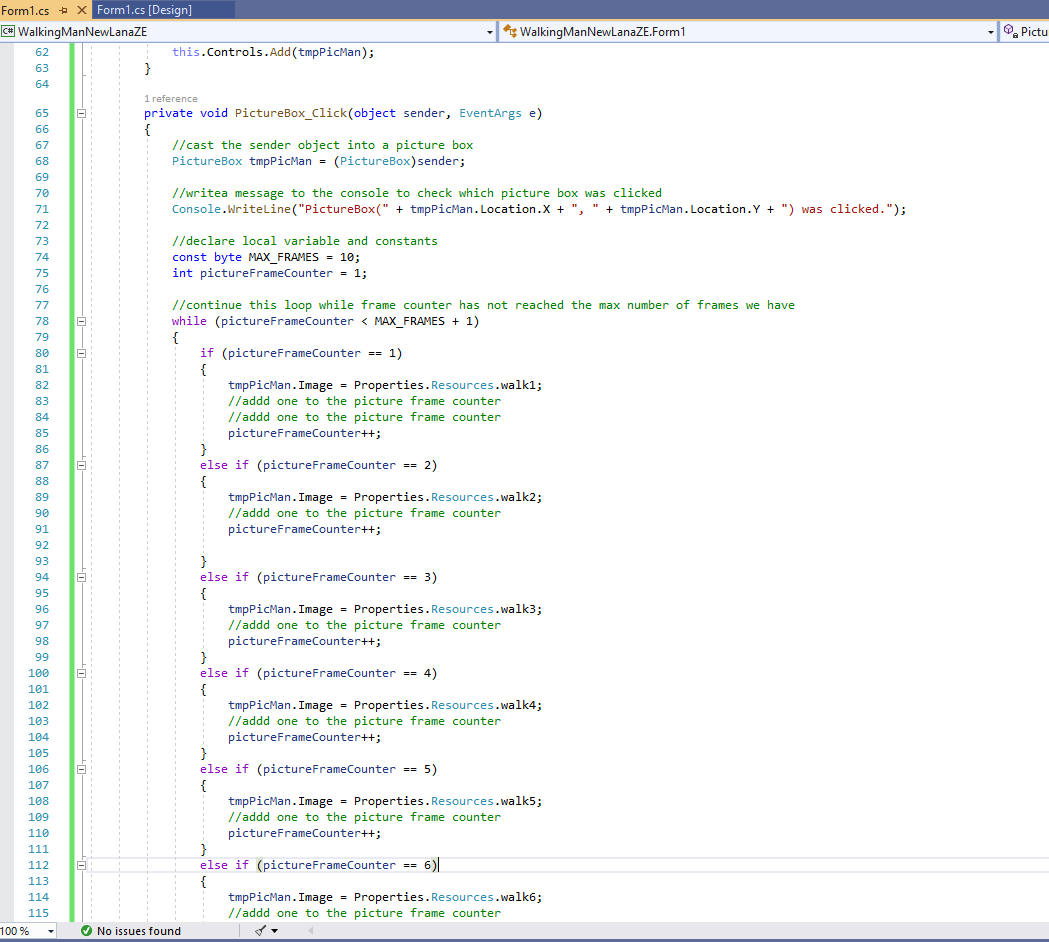 Form1.cs Form1.cs [Design]
C# WalkingManNewLanaZE WalkingManNewLanaZE.Form1 Pictu
62 this.Controls.Add(tmpPicMan);
63 }
64
1 reference
65 private void PictureBox_Click(object sender, EventArgs e)
66 {
67 //cast the sender object into a picture box
68 PictureBox tmpPicMan = (PictureBox)sender;
69
70 //writea message to the console to check which picture box was clicked
71 Console.WriteLine("PictureBox(" + tmpPicMan.Location.X + ", " + tmpPicMan.Location.Y + ") was clicked.");
72
73 //declare local variable and constants
74 const byte MAX_FRAMES = 10;
75 int pictureFrameCounter = 1;
76
77 //continue this loop while frame counter has not reached the max number of frames we have
78 while (pictureFrameCounter < MAX_FRAMES + 1)
79 {
80 if (pictureFrameCounter == 1)
81 {
82 tmpPicMan.Image = Properties.Resources.walk1;
83 //addd one to the picture frame counter
84 //addd one to the picture frame counter
85 pictureFrameCounter++;
86 }
87 else if (pictureFrameCounter == 2)
88 {
89 tmpPicMan.Image = Properties.Resources.walk2;
90 //addd one to the picture frame counter
91 pictureFrameCounter++;
92
93 }
94 else if (pictureFrameCounter == 3)
95 {
96 tmpPicMan.Image = Properties.Resources.walk3;
97 //addd one to the picture frame counter
98 pictureFrameCounter++;
99 }
100 else if (pictureFrameCounter == 4)
101 {
102 tmpPicMan.Image = Properties.Resources.walk4;
103 //addd one to the picture frame counter
104 pictureFrameCounter++;
105 }
106 else if (pictureFrameCounter == 5)
107 {
108 tmpPicMan.Image = Properties.Resources.walk5;
109 //addd one to the picture frame counter
110 pictureFrameCounter++;
111 }
112 else if (pictureFrameCounter == 6)
113 {
114 tmpPicMan.Image = Properties.Resources.walk6;
115 //addd one to the picture frame counter
100 % No issues found